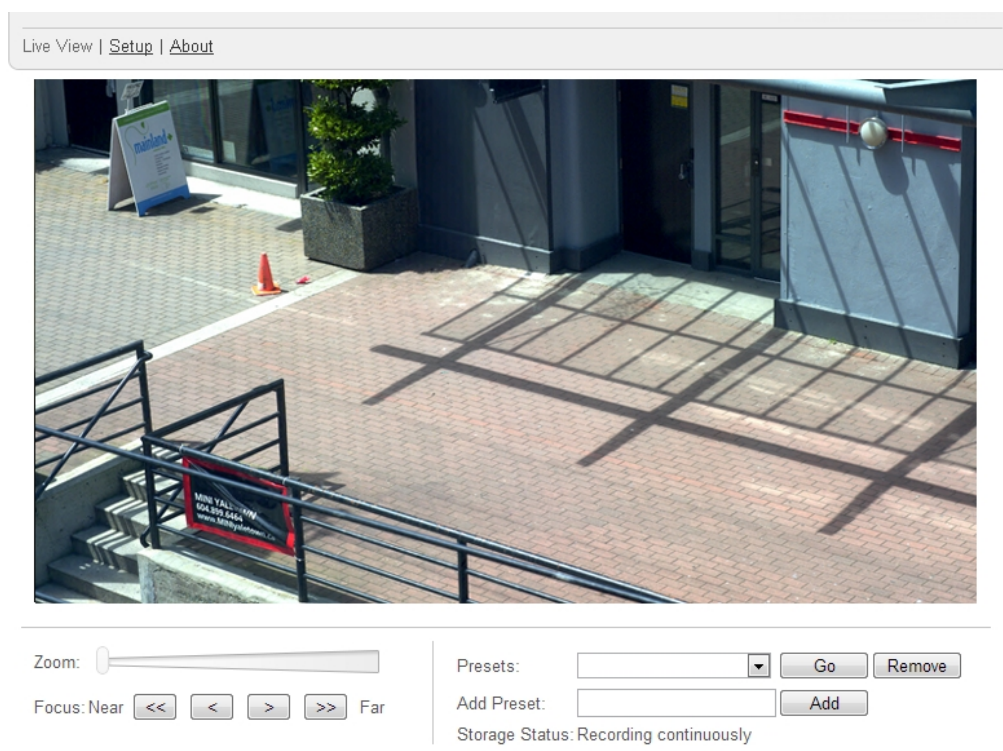 Live View | Setup | About
mainland
MINI YALETOWN
604.899.6464
www.MINIyaletown.ca
Zoom:
Presets:
Go
Remove
Focus: Near << < > >> Far
Add Preset:
Add
Storage Status: Recording continuously